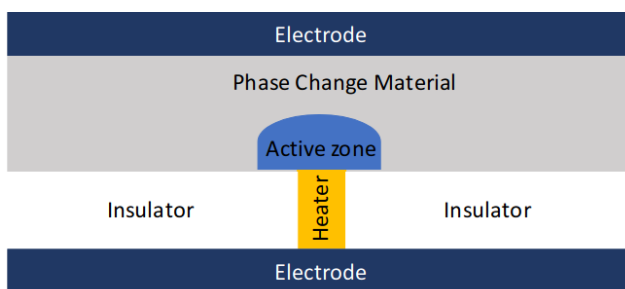 Electrode
Phase Change Material
Active zone
Insulator
Heater
Insulator
Electrode